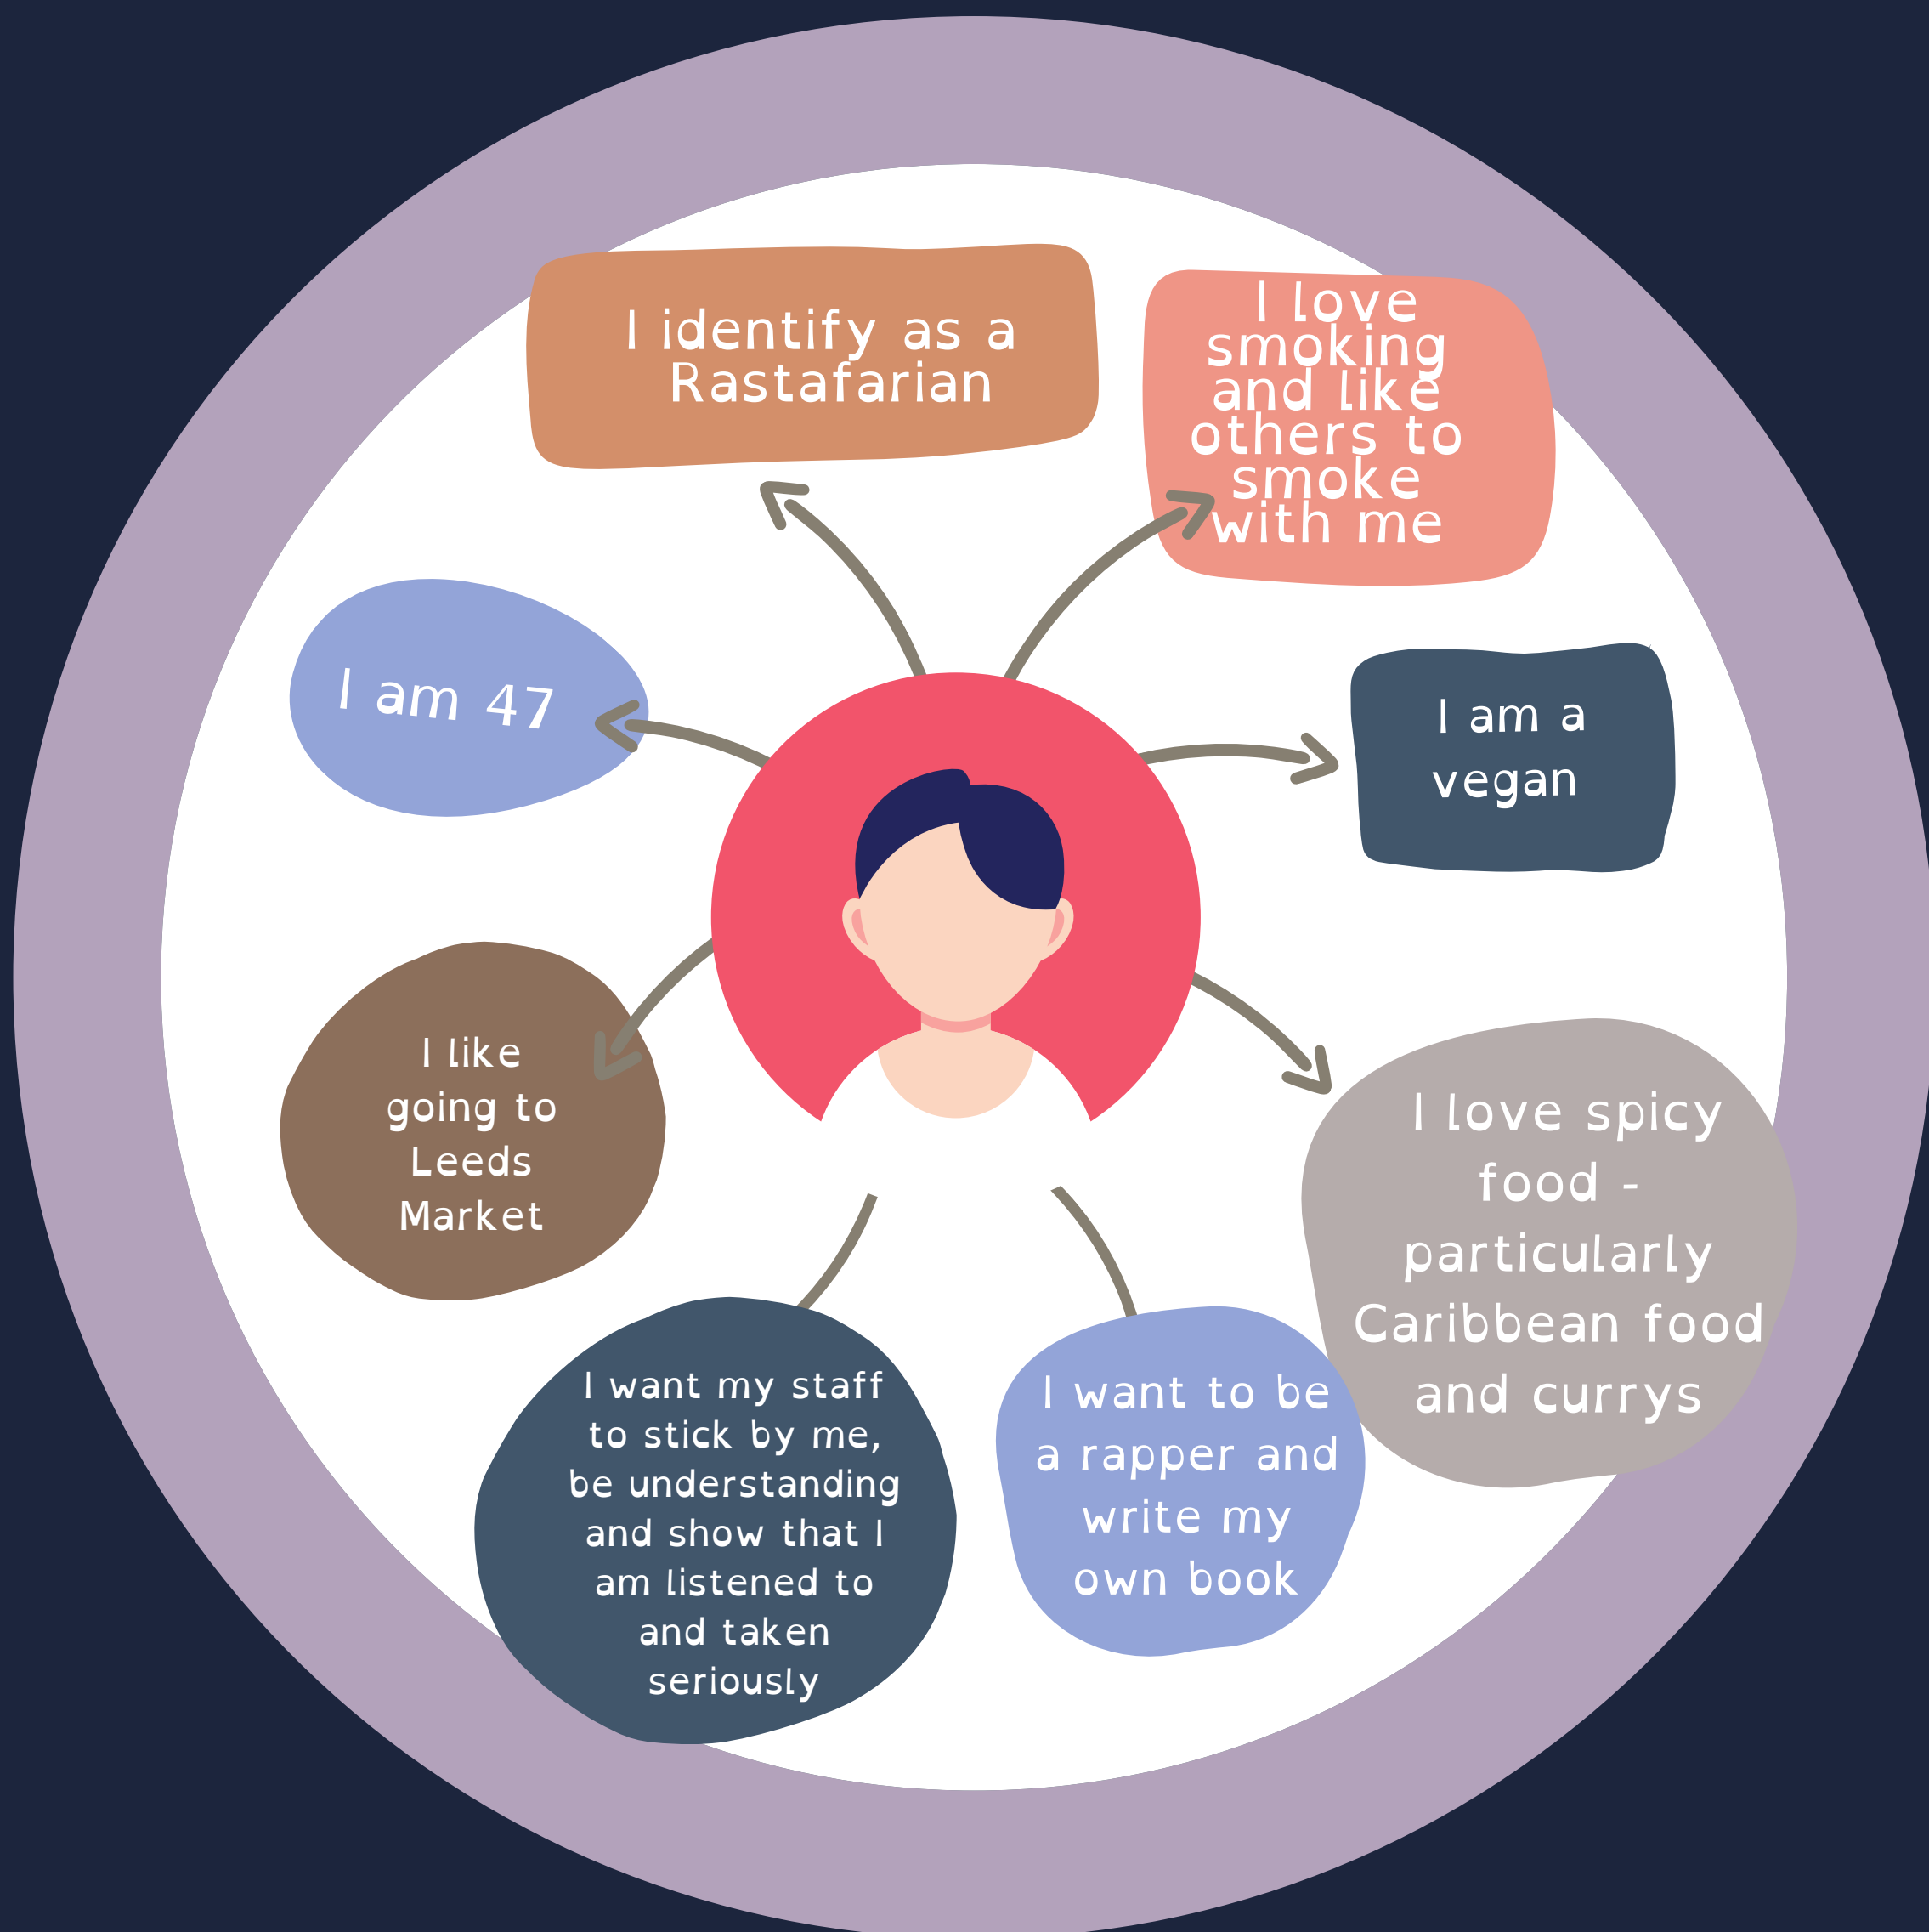 I identify as a
Rastafarian
I love
smoking
and like
others to
smoke
with me
I am 47
I am a
vegan
I like
going to
Leeds
Market
I love spicy
food -
particularly
Caribbean food
and currys
I want my staff
to stick by me,
be understanding
and show that I
am listened to
and taken
seriously
I want to be
a rapper and
write my
own book